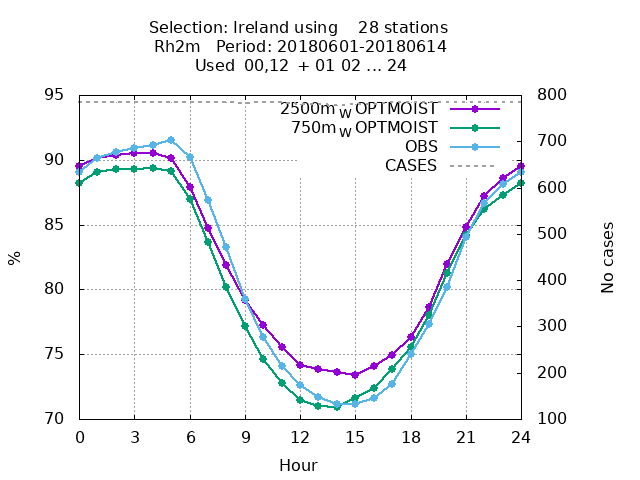 Selection: Ireland using 28 stations
Rh2m Period: 20180601-20180614
Used 00,12 + 01 02 ... 24
95
90
85
80
75
70
%
800
700
600
500
400
300
200
100
No cases
2500m_W OPTMOIST
750m_W OPTMOIST
OBS
CASES
0 3 6 9 12 15 18 21 24
Hour